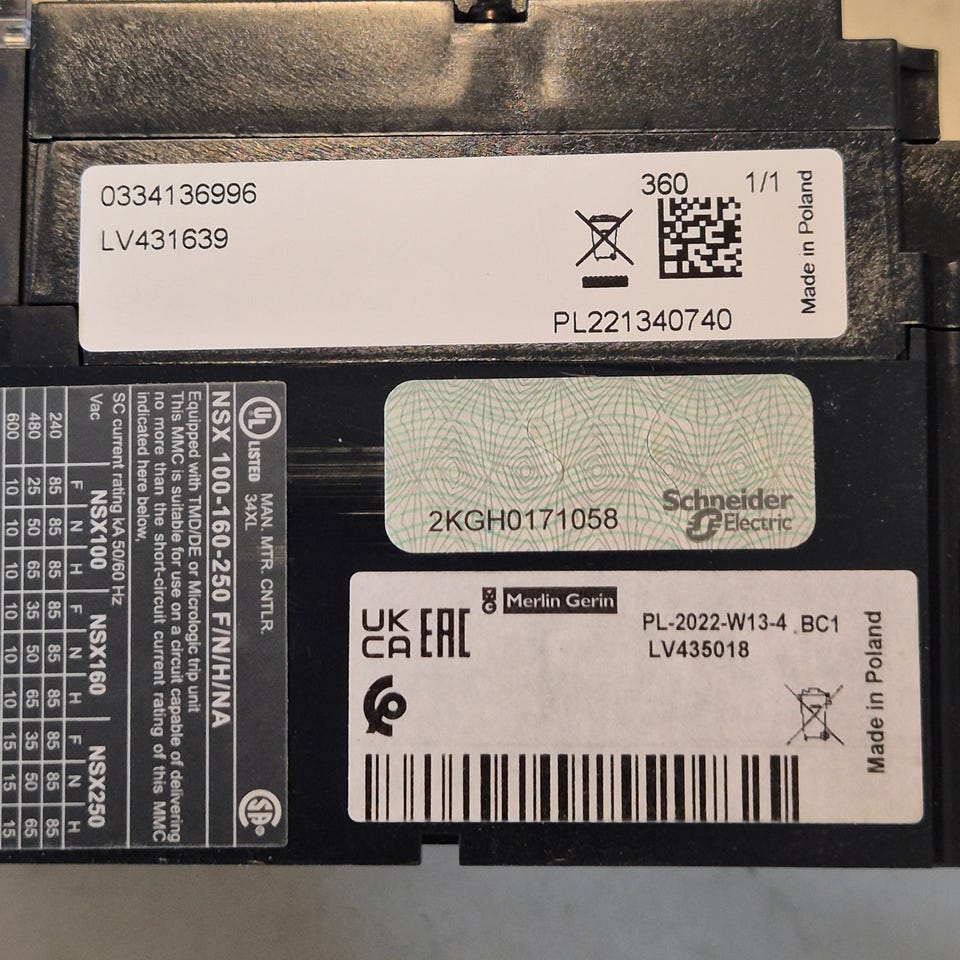 0334136996
LV431639
360
1/1
PL221340740
Made in Poland
2KGH0171058
Schneider
Electric
UK
CA
EAC
Merlin Gerin
PL-2022-W13-4 BC1
LV435018
Made in Poland
UL LISTED MAN. MTR. CNTLR.
34XL
NSX 100-160-250 F/N/H/NA
Equipped with TMD/DE or Micrologic trip unit
This MMC is suitable for use on a circuit capable of delivering
no more than the short-circuit current rating of this MMC
indicated here below,
SC current rating kA 50/60 Hz
Vac NSX100 NSX160 NSX250
F N H F N H F N H
240 85 85 85 85 85 85 85 85 85
480 25 50 65 35 50 65 35 50 65
600 10 10 10 10 10 10 15 15 15